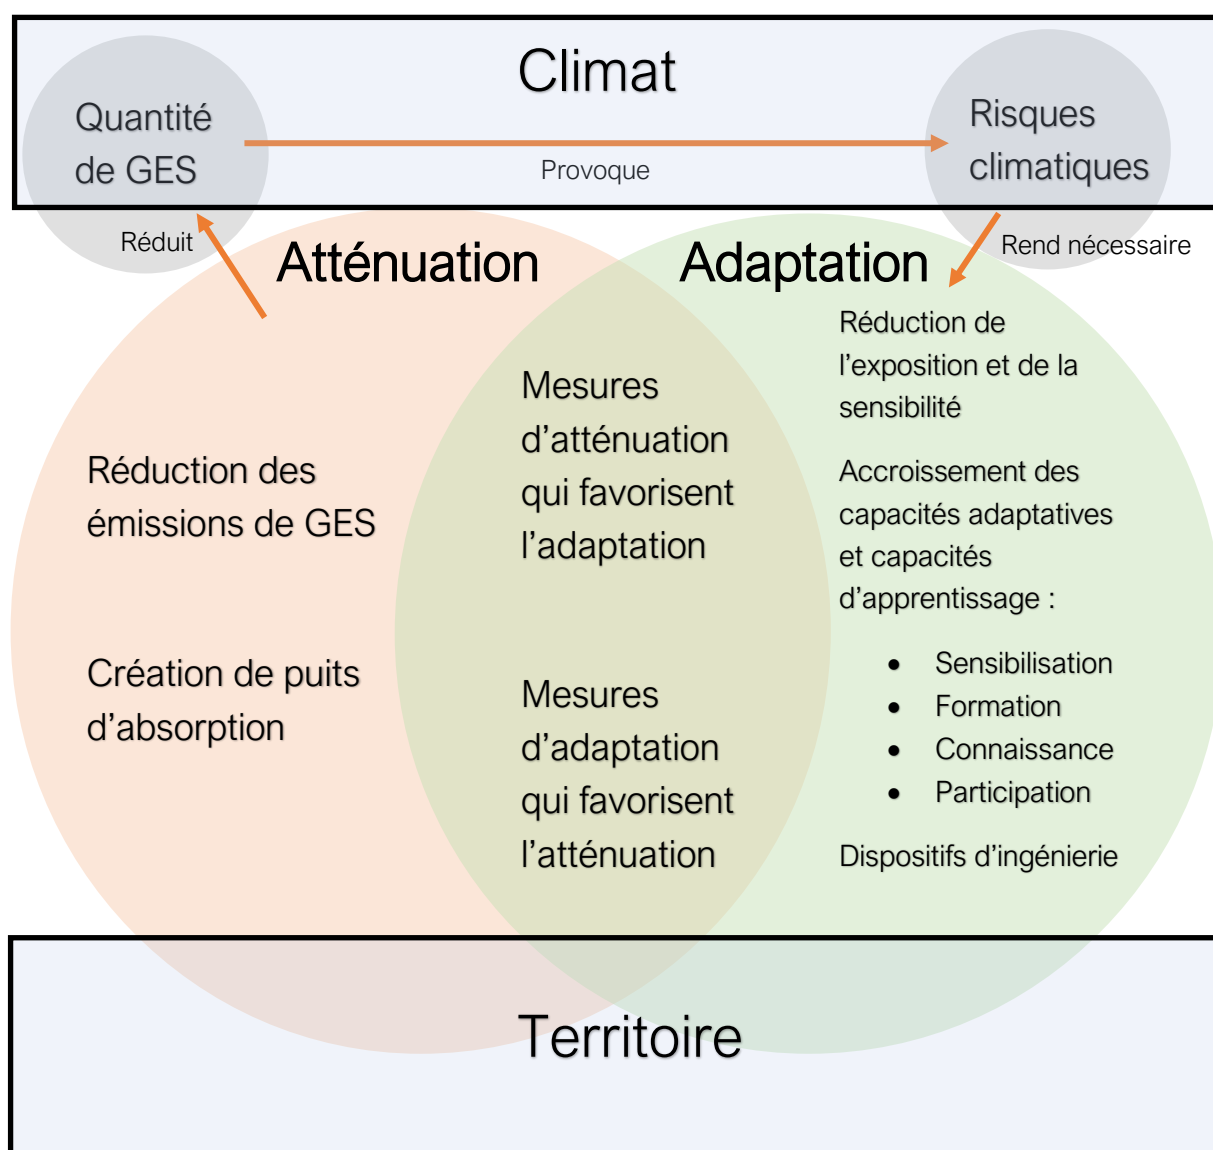 Climat
Quantité
de GES
Provoque
Risques
climatiques
Réduit
Rend nécessaire
Atténuation
Adaptation
Réduction des
émissions de GES
Création de puits
d’absorption
Mesures
d’atténuation
qui favorisent
l’adaptation
Mesures
d’adaptation
qui favorisent
l’atténuation
Réduction de
l’exposition et de la
sensibilité
Accroissement des
capacités adaptatives
et capacités
d’apprentissage :
• Sensibilisation
• Formation
• Connaissance
• Participation
Dispositifs d’ingénierie
Territoire